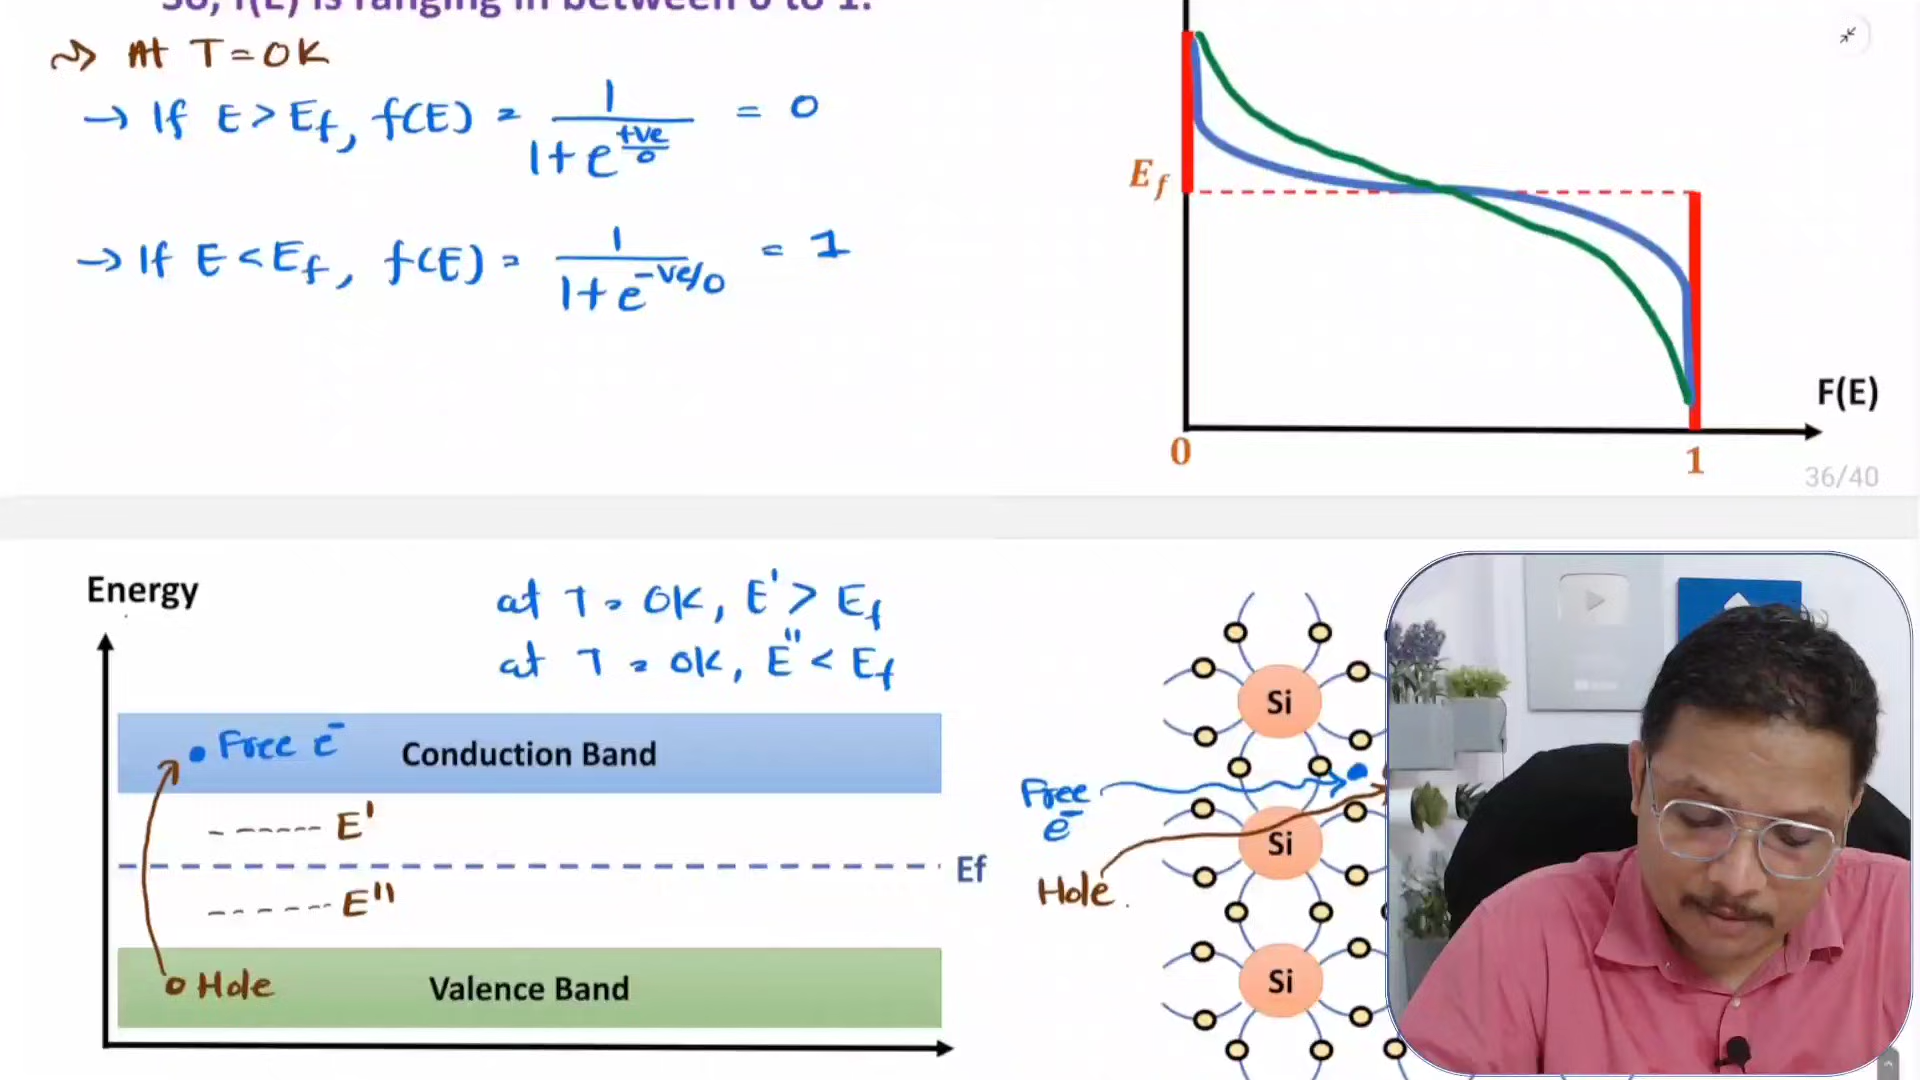 So, f(E) is ranging in between 0 to 1.
At T=0K
→ If E > Ef, f(E) = 1 / 1+e^(+ve/0) = 0
→ If E < Ef, f(E) = 1 / 1+e^(-ve/0) = 1
Ef
F(E)
0
1
36/40
Energy
at T = 0K, E' > Ef
at T = 0K, E'' < Ef
Free e⁻
Conduction Band
E'
Ef
E''
Hole
Valence Band
Si
Free
e⁻
Si
Hole
Si